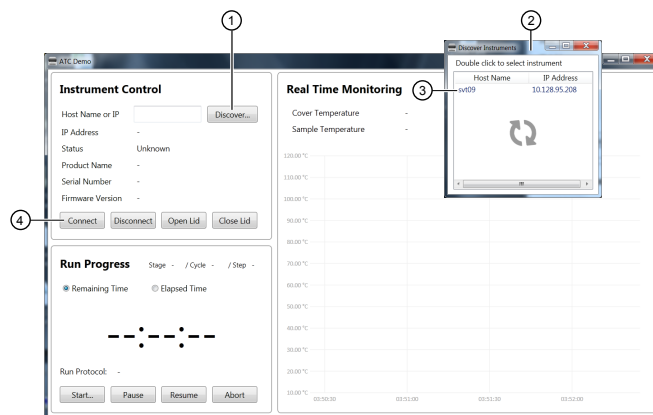 1
2
ATC Demo
Discover Instruments
Double click to select instrument
Host Name IP Address
3
svt09 10.128.95.208
Instrument Control
Host Name or IP Discover...
IP Address -
Status Unknown
Product Name -
Serial Number -
Firmware Version -
4
Connect Disconnect Open Lid Close Lid
Real Time Monitoring
Cover Temperature -
Sample Temperature -
120.00 °C
110.00 °C
100.00 °C
90.00 °C
80.00 °C
70.00 °C
60.00 °C
50.00 °C
40.00 °C
30.00 °C
20.00 °C
10.00 °C
03:50:30 03:51:00 03:51:30 03:52:00
Run Progress Stage - / Cycle - / Step -
Remaining Time Elapsed Time
--:--:--
Run Protocol: -
Start... Pause Resume Abort